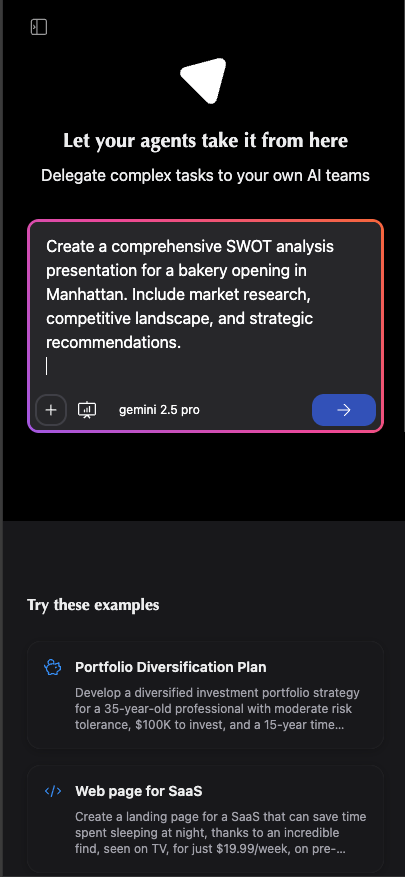 Let your agents take it from here
Delegate complex tasks to your own AI teams
Create a comprehensive SWOT analysis
presentation for a bakery opening in
Manhattan. Include market research,
competitive landscape, and strategic
recommendations.
gemini 2.5 pro
Try these examples
Portfolio Diversification Plan
Develop a diversified investment portfolio strategy
for a 35-year-old professional with moderate risk
tolerance, $100K to invest, and a 15-year time...
Web page for SaaS
Create a landing page for a SaaS that can save time
spent sleeping at night, thanks to an incredible
find, seen on TV, for just $19.99/week, on pre-...